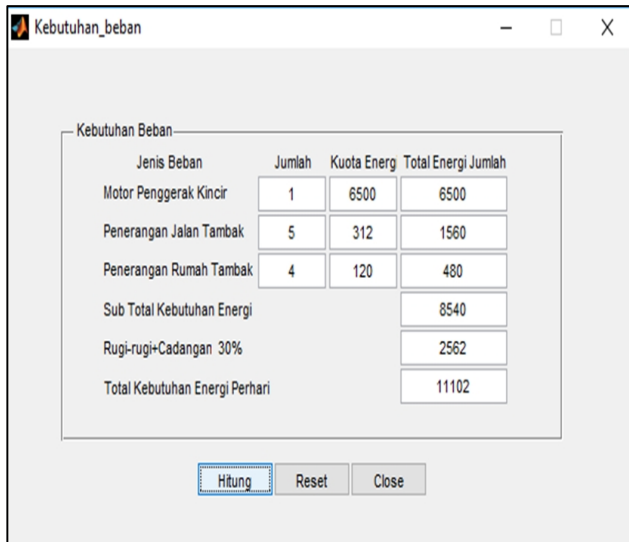 Kebutuhan_beban
Kebutuhan Beban
Jenis Beban Jumlah Kuota Energ Total Energi Jumlah
Motor Penggerak Kincir 1 6500 6500
Penerangan Jalan Tambak 5 312 1560
Penerangan Rumah Tambak 4 120 480
Sub Total Kebutuhan Energi 8540
Rugi-rugi+Cadangan 30% 2562
Total Kebutuhan Energi Perhari 11102
Hitung Reset Close